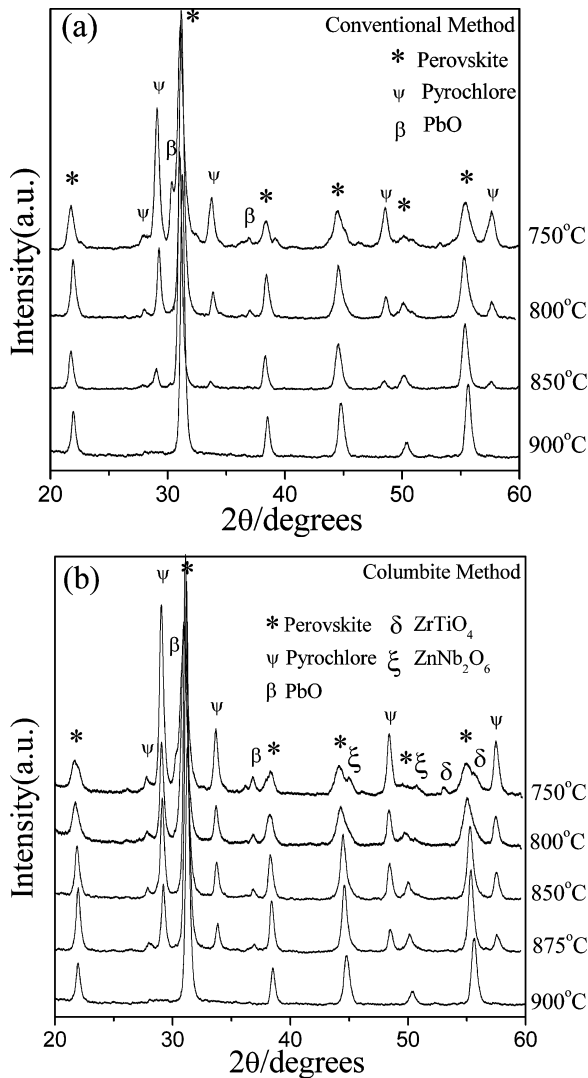 (a)
Conventional Method
* Perovskite
ψ Pyrochlore
β PbO
* ψ ψ β * ψ β * * ψ * * ψ
750°C
800°C
850°C
900°C
Intensity(a.u.)
20 30 40 50 60
2θ/degrees
(b)
Columbite Method
* Perovskite δ ZrTiO₄
ψ Pyrochlore ξ ZnNb₂O₆
β PbO
* ψ ψ β * ψ β * * ξ ψ * ξ δ * δ ψ
750°C
800°C
850°C
875°C
900°C
Intensity(a.u.)
20 30 40 50 60
2θ/degrees